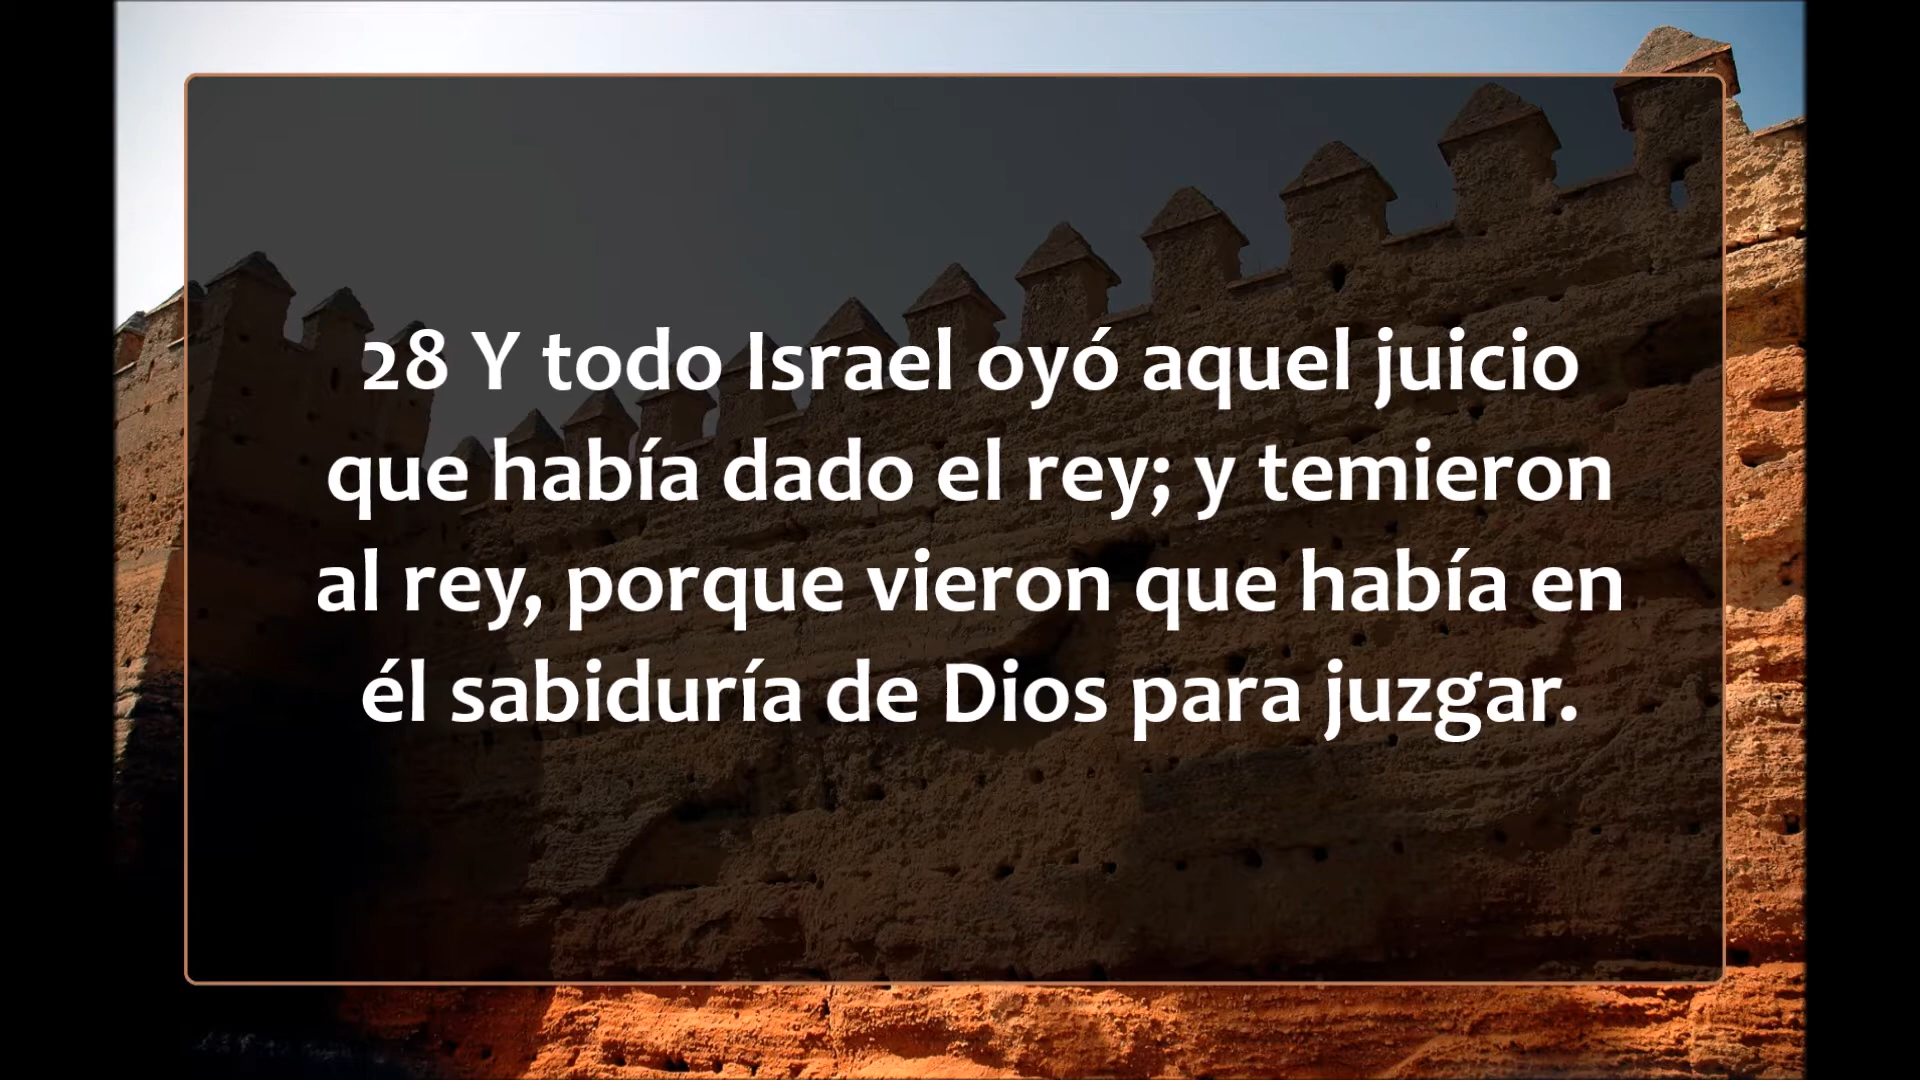 28 Y todo Israel oyó aquel juicio
que había dado el rey; y temieron
al rey, porque vieron que había en
él sabiduría de Dios para juzgar.